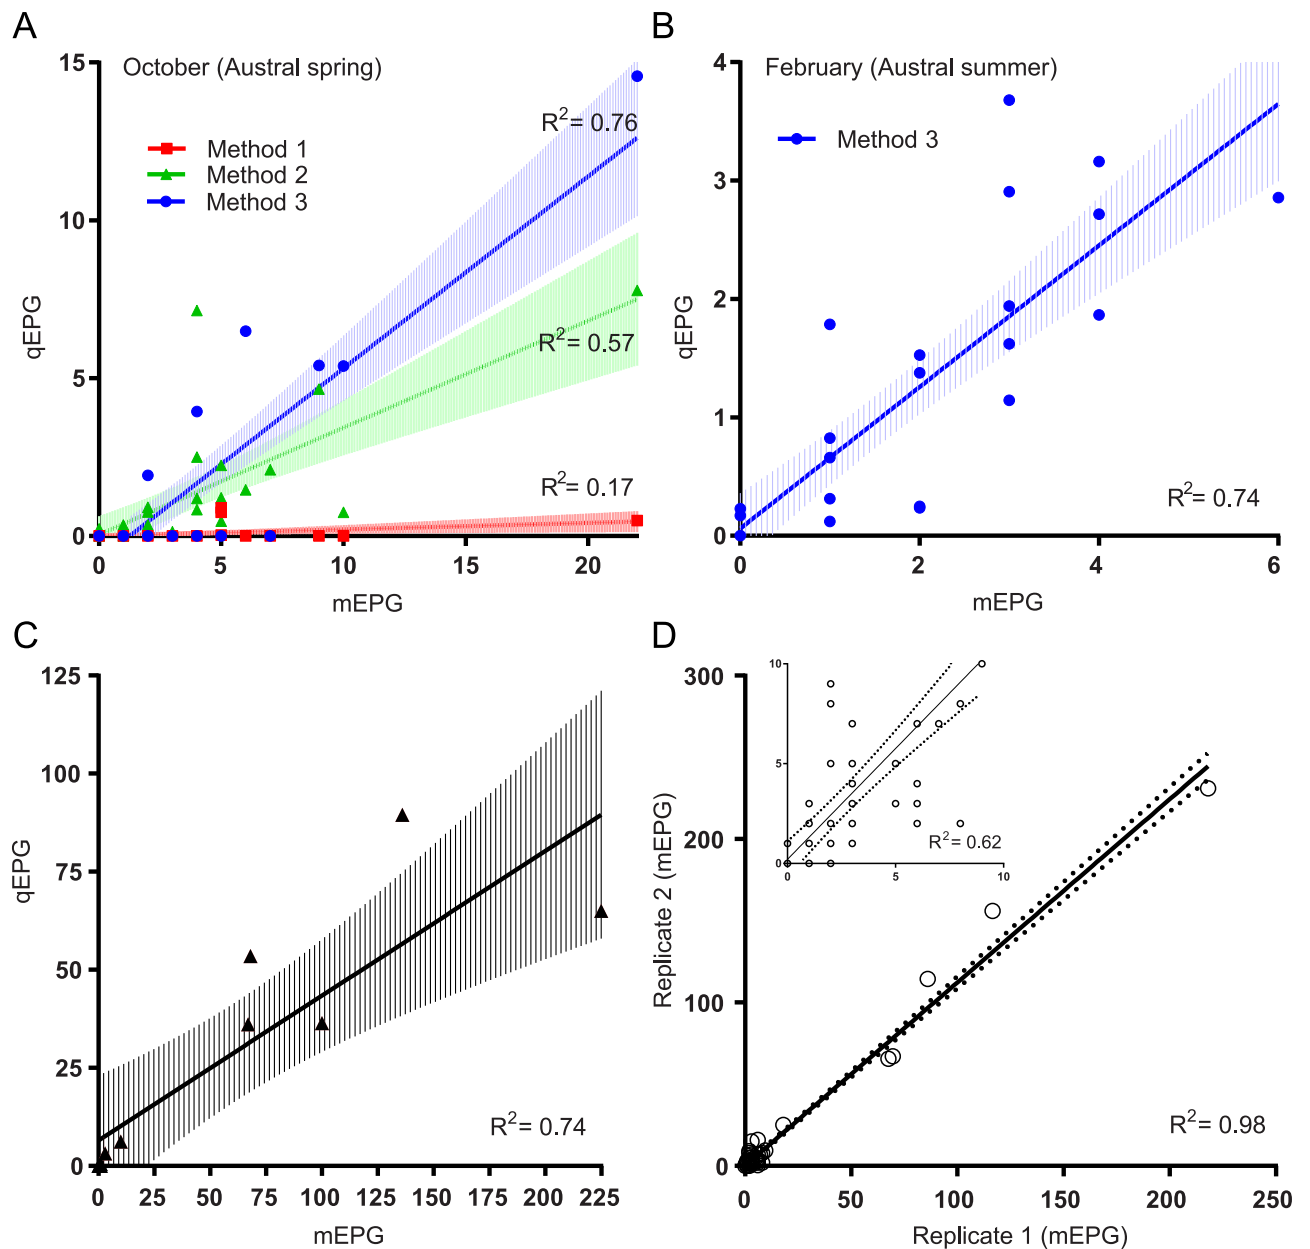 A
October (Austral spring)
Method 1
Method 2
Method 3
R2= 0.76
R2= 0.57
R2= 0.17
15
10
5
0
0 5 10 15 20
qEPG
mEPG
B
February (Austral summer)
Method 3
R2= 0.74
4
3
2
1
0
0 2 4 6
qEPG
mEPG
C
125
100
75
50
25
0
0 25 50 75 100 125 150 175 200 225
R2= 0.74
qEPG
mEPG
D
300
200
100
0
0 50 100 150 200 250
10
5
0
0 5 10
R2= 0.62
R2= 0.98
Replicate 2 (mEPG)
Replicate 1 (mEPG)